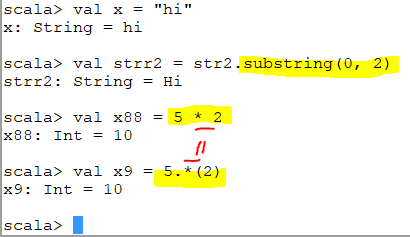 scala> val x = "hi"
x: String = hi
scala> val strr2 = str2.substring(0, 2)
strr2: String = Hi
scala> val x88 = 5 * 2
x88: Int = 10
scala> val x9 = 5.*(2)
x9: Int = 10
scala>